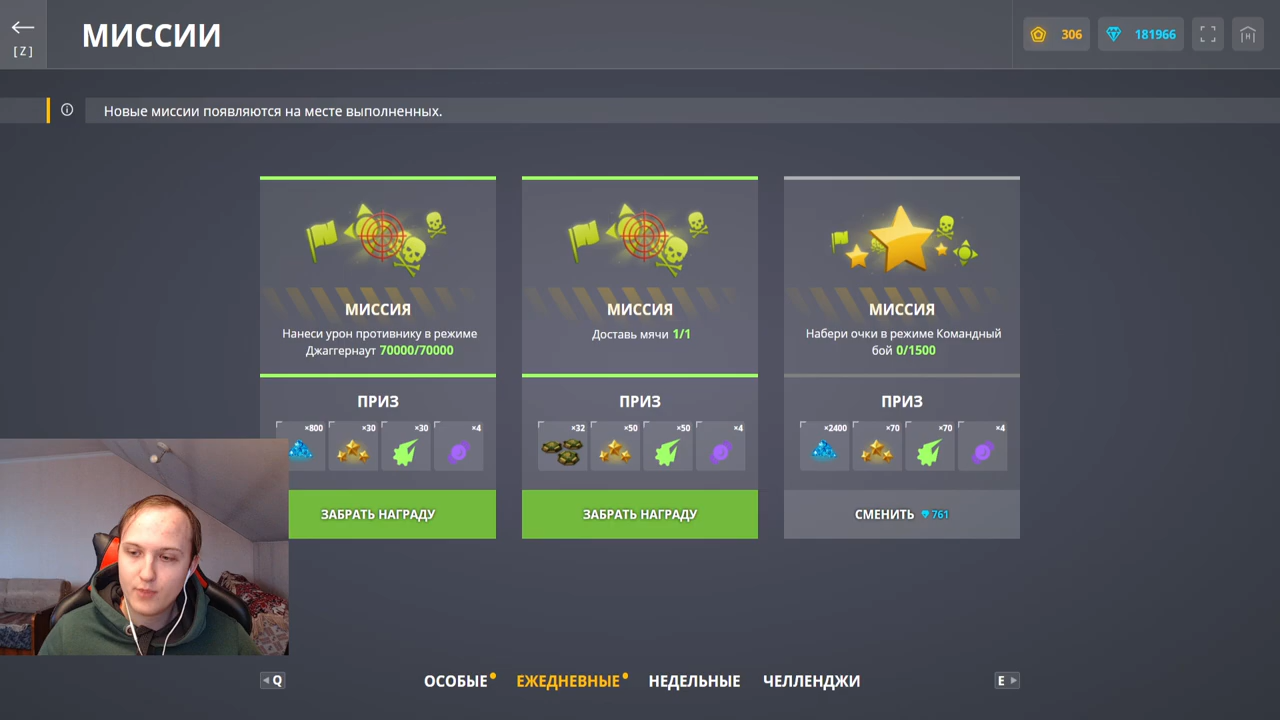 [Z]
МИССИИ
306
181966
Новые миссии появляются на месте выполненных.
МИССИЯ
Нанеси урон противнику в режиме
Джаггернаут 70000/70000
ПРИЗ
×800
×30
×30
×4
ЗАБРАТЬ НАГРАДУ
МИССИЯ
Доставь мячи 1/1
ПРИЗ
×32
×50
×50
×4
ЗАБРАТЬ НАГРАДУ
МИССИЯ
Набери очки в режиме Командный
бой 0/1500
ПРИЗ
×2400
×70
×70
×4
СМЕНИТЬ 761
Q
ОСОБЫЕ ЕЖЕДНЕВНЫЕ НЕДЕЛЬНЫЕ ЧЕЛЛЕНДЖИ
E